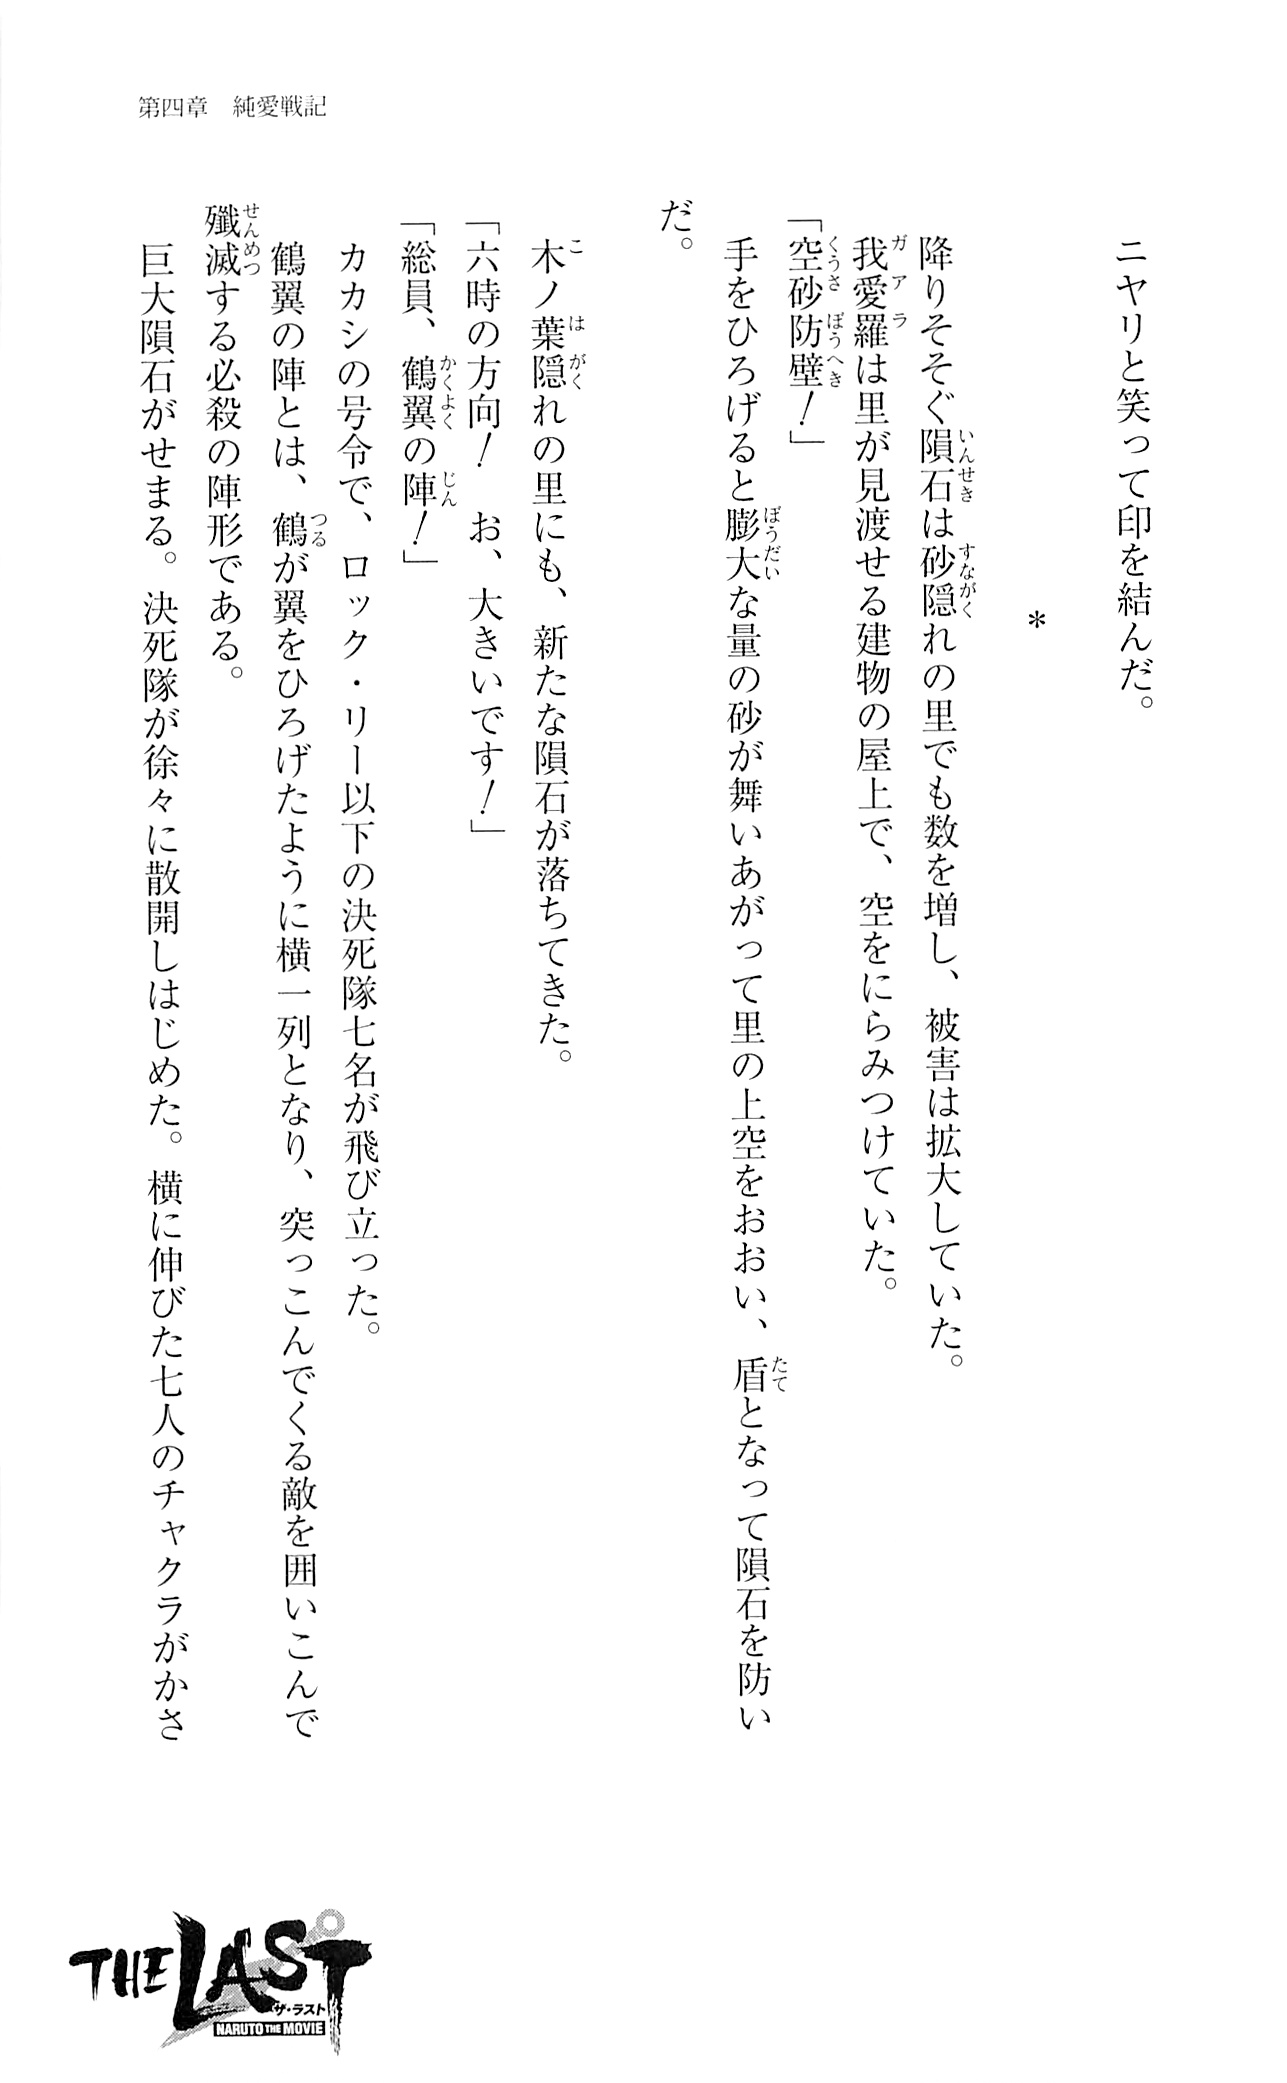 第四章　純愛戦記
ニヤリと笑って印を結んだ。
＊
降りそそぐ隕石は砂隠れの里でも数を増し、被害は拡大していた。
我愛羅は里が見渡せる建物の屋上で、空をにらみつけていた。
「空砂防壁！」
手をひろげると膨大な量の砂が舞いあがって里の上空をおおい、盾となって隕石を防い
だ。
木ノ葉隠れの里にも、新たな隕石が落ちてきた。
「六時の方向！　お、大きいです！」
「総員、鶴翼の陣！」
カカシの号令で、ロック・リー以下の決死隊七名が飛び立った。
鶴翼の陣とは、鶴が翼をひろげたように横一列となり、突っこんでくる敵を囲いこんで
殲滅する必殺の陣形である。
巨大隕石がせまる。決死隊が徐々に散開しはじめた。横に伸びた七人のチャクラがかさ
THE LAST
ザ・ラスト
NARUTO THE MOVIE